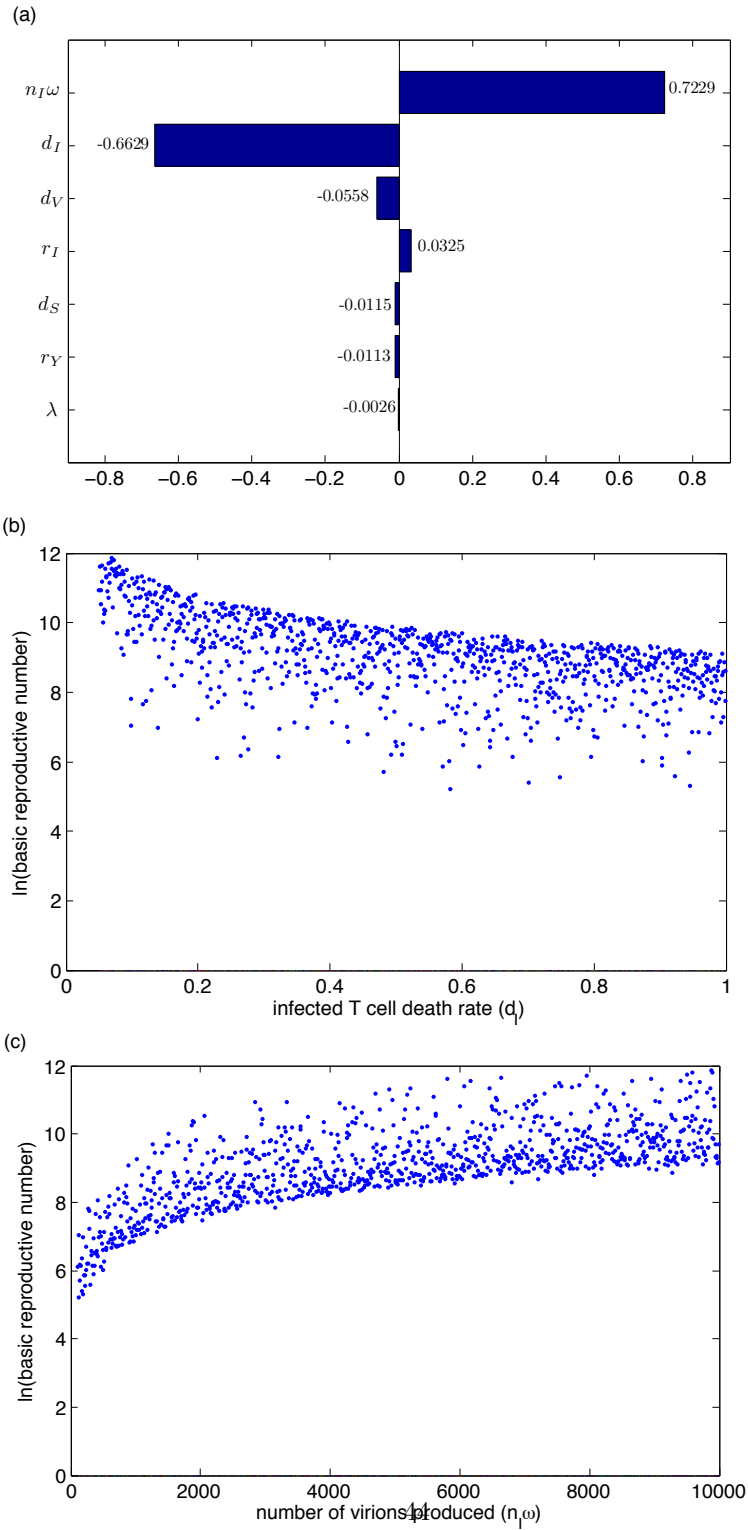 (a)
n_Iω
0.7229
d_I
-0.6629
d_V
-0.0558
r_I
0.0325
d_S
-0.0115
r_Y
-0.0113
λ
-0.0026
−0.8 −0.6 −0.4 −0.2 0 0.2 0.4 0.6 0.8
(b)
12
10
8
6
4
2
0
ln(basic reproductive number)
0 0.2 0.4 0.6 0.8 1
infected T cell death rate (d_I)
(c)
12
10
8
6
4
2
0
ln(basic reproductive number)
0 2000 4000 6000 8000 10000
number of virions produced (n_Iω)
44